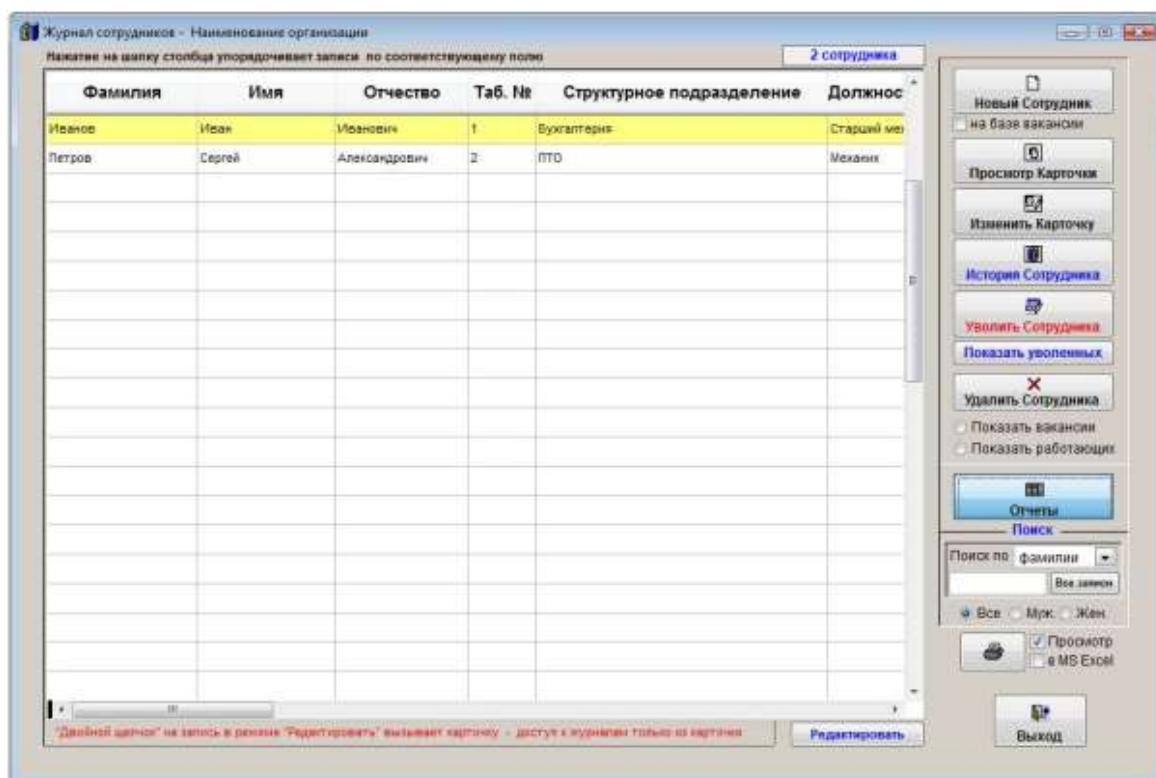 Журнал сотрудников - Наименование организации
Нажатие на шапку столбца упорядочивает записи по соответствующему полю
2 сотрудника
Фамилия Имя Отчество Таб. № Структурное подразделение Должнос
Иванов Иван Иванович 1 Бухгалтерия Старший ме
Петров Сергей Александрович 2 ПТО Механик
Новый Сотрудник
на базе вакансии
Просмотр Карточки
Изменить Карточку
История Сотрудника
Уволить Сотрудника
Показать уволенных
Удалить Сотрудника
Показать вакансии
Показать работающих
Отчеты
Поиск
Поиск по фамилии
Все записи
Все Муж. Жен.
Просмотр
в MS Excel
"Двойной щелчок" на запись в режиме "Редактировать" вызывает карточку - доступ к журналам только из карточки
Редактировать
Выход